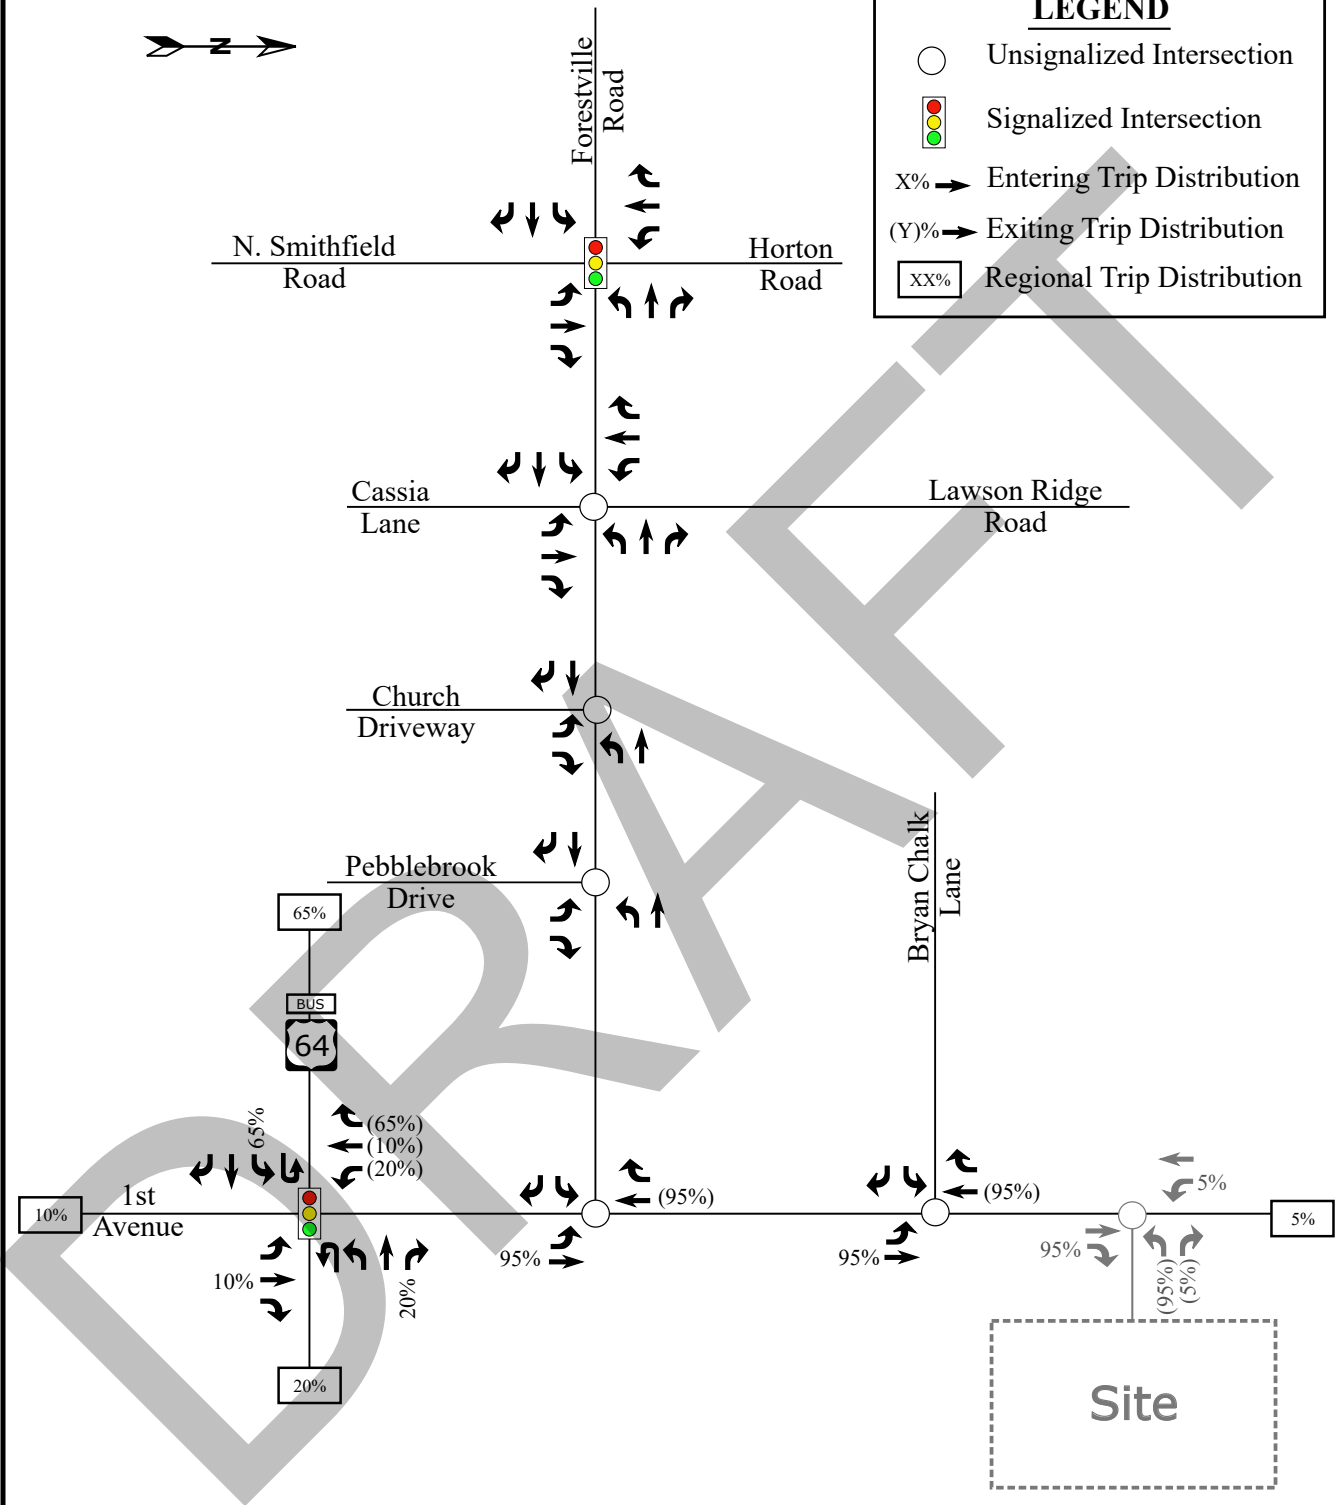 LEGEND
Unsignalized Intersection
Signalized Intersection
X% Entering Trip Distribution
(Y)% Exiting Trip Distribution
XX% Regional Trip Distribution
N
Forestville
Road
N. Smithfield
Road
Horton
Road
Cassia
Lane
Lawson Ridge
Road
Church
Driveway
Pebblebrook
Drive
Bryan Chalk
Lane
65%
BUS
64
65%
(65%)
(10%)
(20%)
10%
1st
Avenue
10%
20%
20%
(95%)
95%
(95%)
95%
5%
95%
(95%)
(5%)
5%
Site
DRAFT